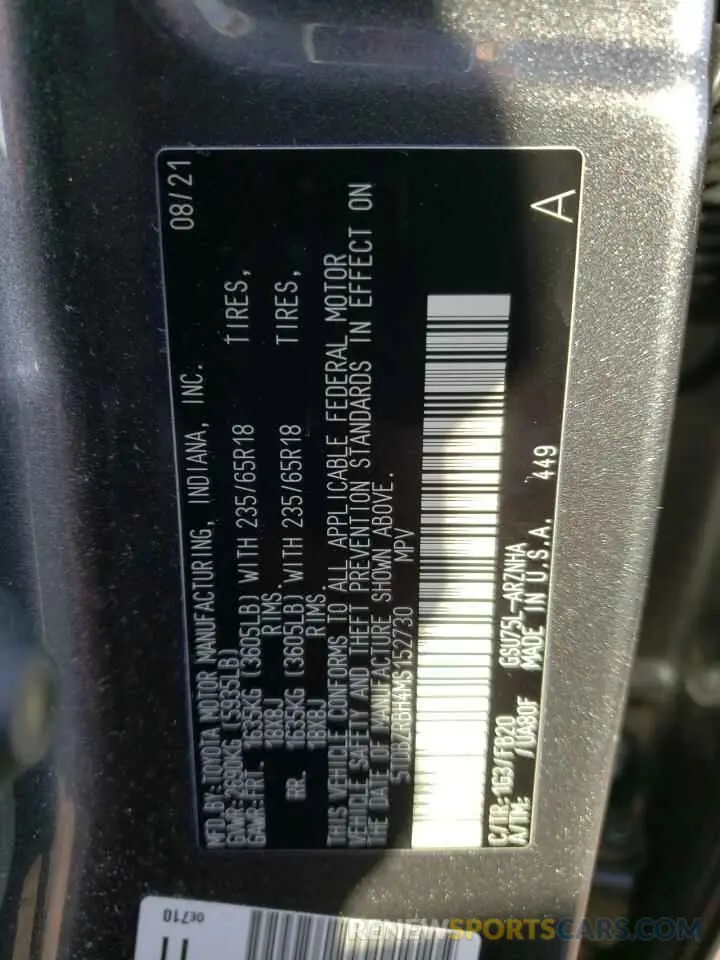 MFD.BY:TOYOTA MOTOR MANUFACTURING, INDIANA, INC. 08/21
GVWR:2690KG (5935LB)
GAWR:FRT. 1635KG (3605LB) WITH 235/65R18 TIRES,
18X8J RIMS.
RR. 1635KG (3605LB) WITH 235/65R18 TIRES,
18X8J RIMS.
THIS VEHICLE CONFORMS TO ALL APPLICABLE FEDERAL MOTOR
VEHICLE SAFETY AND THEFT PREVENTION STANDARDS IN EFFECT ON
THE DATE OF MANUFACTURE SHOWN ABOVE.
5TDBZRBH4MS152730 MPV
C/TR:1G3/FB20 GSU75L-ARZNHA
A/TM: /UA80F MADE IN U.S.A. 449
A
0E710
RENEWSPORTSCARS.COM